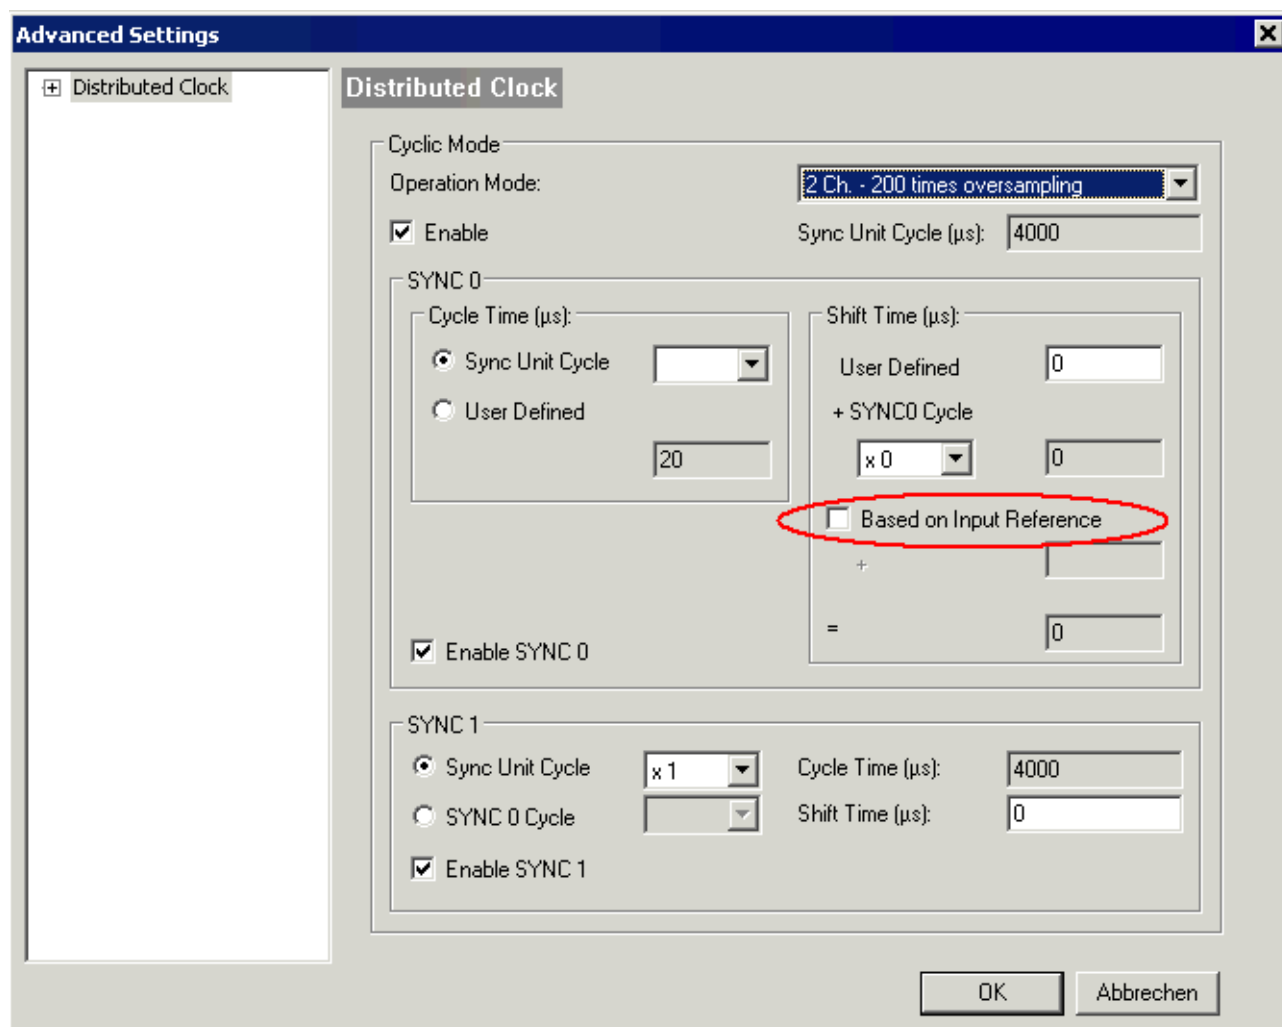 Advanced Settings
Distributed Clock
Distributed Clock
Cyclic Mode
Operation Mode:
2 Ch. - 200 times oversampling
Enable
Sync Unit Cycle (µs):
4000
SYNC 0
Cycle Time (µs):
Sync Unit Cycle
User Defined
20
Shift Time (µs):
User Defined
0
+ SYNC0 Cycle
x 0
0
Based on Input Reference
+
=
0
Enable SYNC 0
SYNC 1
Sync Unit Cycle
x 1
Cycle Time (µs):
4000
SYNC 0 Cycle
Shift Time (µs):
0
Enable SYNC 1
OK
Abbrechen